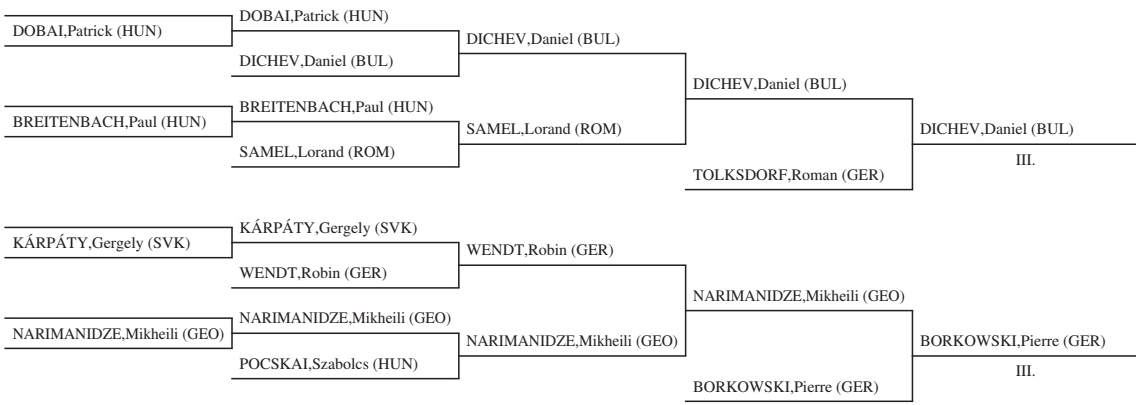 DOBAI,Patrick (HUN)
DOBAI,Patrick (HUN)
DICHEV,Daniel (BUL)
DICHEV,Daniel (BUL)
DICHEV,Daniel (BUL)
BREITENBACH,Paul (HUN)
BREITENBACH,Paul (HUN)
DICHEV,Daniel (BUL)
SAMEL,Lorand (ROM)
SAMEL,Lorand (ROM)
III.
TOLKSDORF,Roman (GER)
KÁRPÁTY,Gergely (SVK)
KÁRPÁTY,Gergely (SVK)
WENDT,Robin (GER)
WENDT,Robin (GER)
NARIMANIDZE,Mikheili (GEO)
NARIMANIDZE,Mikheili (GEO)
NARIMANIDZE,Mikheili (GEO)
NARIMANIDZE,Mikheili (GEO)
BORKOWSKI,Pierre (GER)
POCSKAI,Szabolcs (HUN)
III.
BORKOWSKI,Pierre (GER)